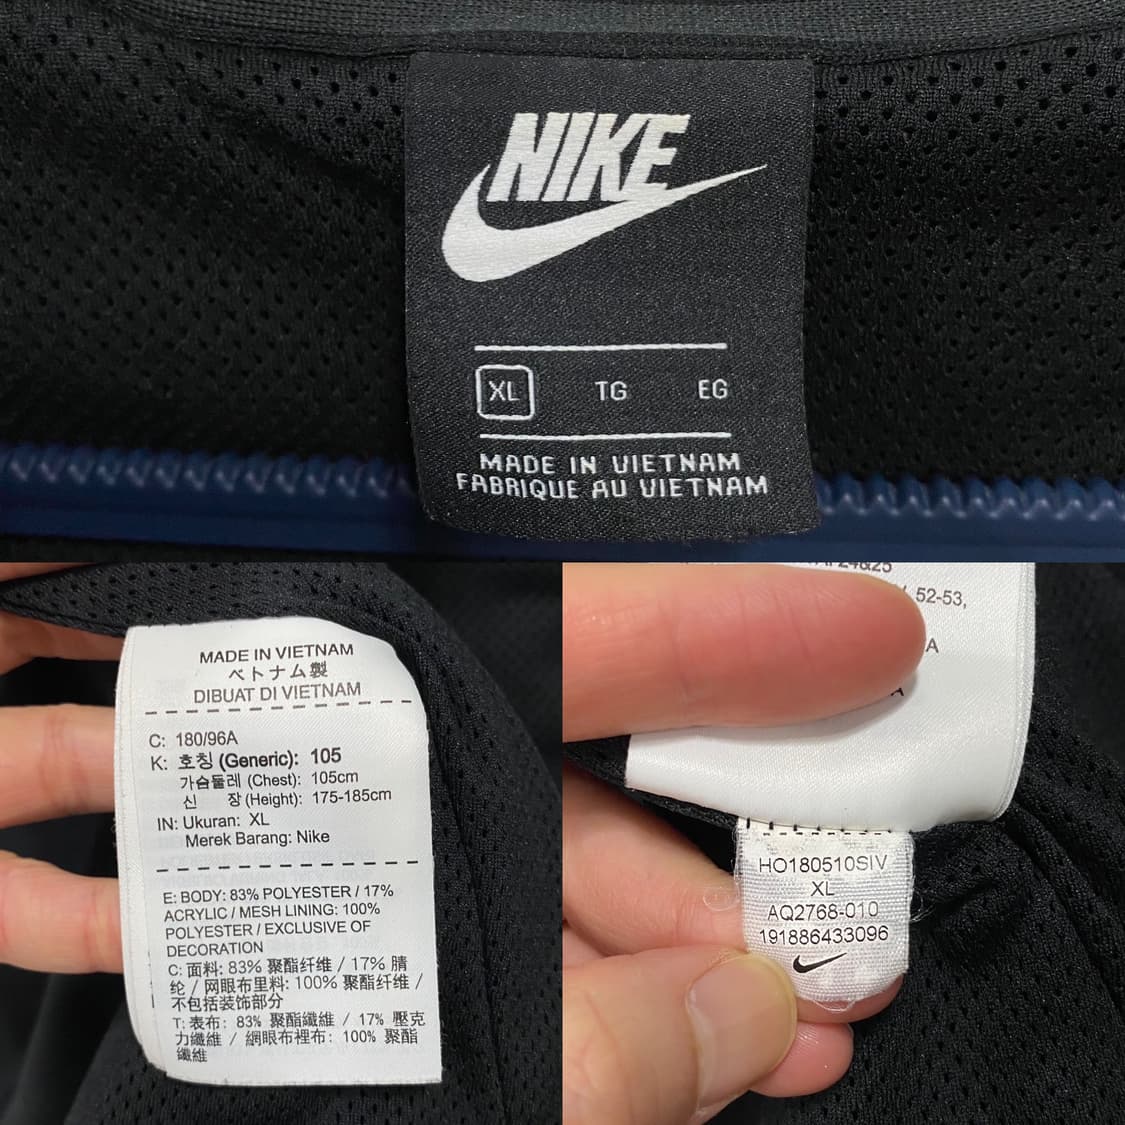 NIKE
XL TG EG
MADE IN VIETNAM
FABRIQUE AU VIETNAM
MADE IN VIETNAM
ベトナム製
DIBUAT DI VIETNAM
C: 180/96A
K: 호칭 (Generic): 105
가슴둘레 (Chest): 105cm
신 장 (Height): 175-185cm
IN: Ukuran: XL
Merek Barang: Nike
E: BODY: 83% POLYESTER / 17%
ACRYLIC / MESH LINING: 100%
POLYESTER / EXCLUSIVE OF
DECORATION
C: 面料: 83% 聚酯纤维 / 17% 腈
纶 / 网眼布里料: 100% 聚酯纤维 /
不包括装饰部分
T: 表布: 83% 聚酯纖維 / 17% 壓克
力纖維 / 網眼布裡布: 100% 聚酯
纖維
52-53,
A
A
HO180510SIV
XL
AQ2768-010
191886433096